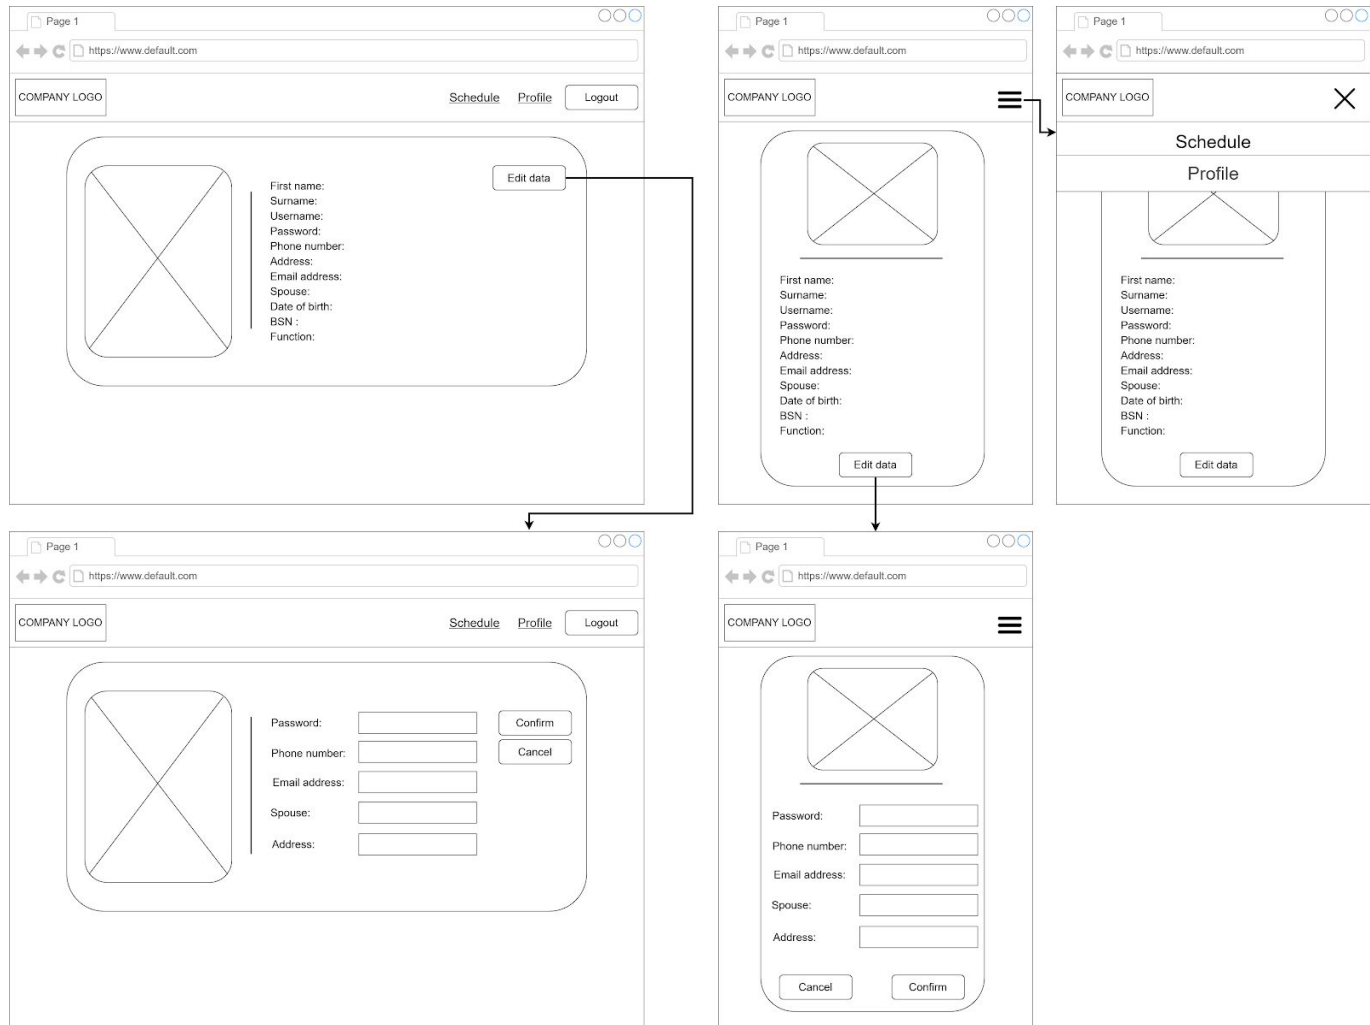 Page 1
https://www.default.com
COMPANY LOGO
Schedule
Profile
Logout
Edit data
First name:
Surname:
Username:
Password:
Phone number:
Address:
Email address:
Spouse:
Date of birth:
BSN :
Function:
Page 1
https://www.default.com
COMPANY LOGO
First name:
Surname:
Username:
Password:
Phone number:
Address:
Email address:
Spouse:
Date of birth:
BSN :
Function:
Edit data
Page 1
https://www.default.com
COMPANY LOGO
Schedule
Profile
First name:
Surname:
Username:
Password:
Phone number:
Address:
Email address:
Spouse:
Date of birth:
BSN :
Function:
Edit data
Page 1
https://www.default.com
COMPANY LOGO
Schedule
Profile
Logout
Password:
Phone number:
Email address:
Spouse:
Address:
Confirm
Cancel
Page 1
https://www.default.com
COMPANY LOGO
Password:
Phone number:
Email address:
Spouse:
Address:
Cancel
Confirm